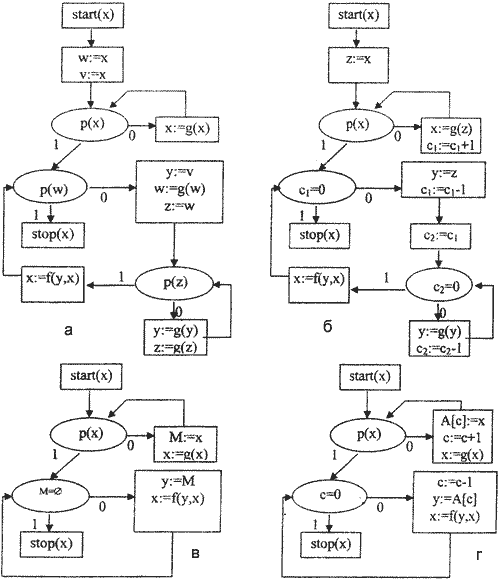 start(x)
w:=x
v:=x
p(x)
0
x:=g(x)
1
p(w)
0
y:=v
w:=g(w)
z:=w
1
stop(x)
x:=f(y,x)
1
p(z)
0
y:=g(y)
z:=g(z)
а
start(x)
z:=x
p(x)
0
x:=g(z)
c₁:=c₁+1
1
c₁=0
0
y:=z
c₁:=c₁-1
1
stop(x)
c₂:=c₁
x:=f(y,x)
1
c₂=0
0
y:=g(y)
c₂:=c₂-1
б
start(x)
p(x)
0
M:=x
x:=g(x)
1
M=∅
0
y:=M
x:=f(y,x)
1
stop(x)
в
start(x)
p(x)
0
A[c]:=x
c:=c+1
x:=g(x)
1
c=0
0
c:=c-1
y:=A[c]
x:=f(y,x)
1
stop(x)
г